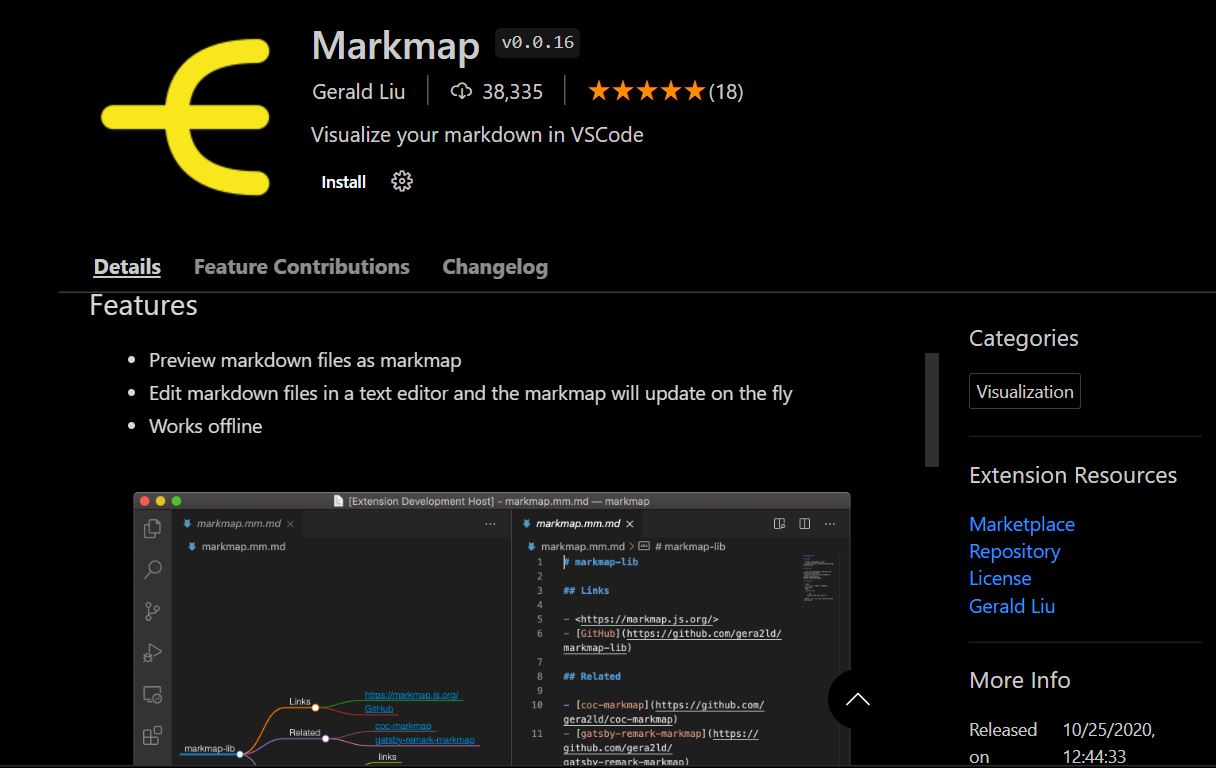 Markmap v0.0.16
Gerald Liu 38,335 (18)
Visualize your markdown in VSCode
Install
Details Feature Contributions Changelog
Features
Preview markdown files as markmap
Edit markdown files in a text editor and the markmap will update on the fly
Works offline
[Extension Development Host] - markmap.mm.md — markmap
markmap.mm.md
markmap.mm.md
Links
https://markmap.js.org/
GitHub
Related
coc-markmap
gatsby-remark-markmap
markmap-lib
links
markmap.mm.md
markmap.mm.md > # markmap-lib
1 # markmap-lib
2
3 ## Links
4
5 - <https://markmap.js.org/>
6 - [GitHub](https://github.com/gera2ld/
markmap-lib)
7
8 ## Related
9
10 - [coc-markmap](https://github.com/
gera2ld/coc-markmap)
11 - [gatsby-remark-markmap](https://
github.com/gera2ld/
gatsby-remark-markmap)
Categories
Visualization
Extension Resources
Marketplace
Repository
License
Gerald Liu
More Info
Released 10/25/2020,
on 12:44:33